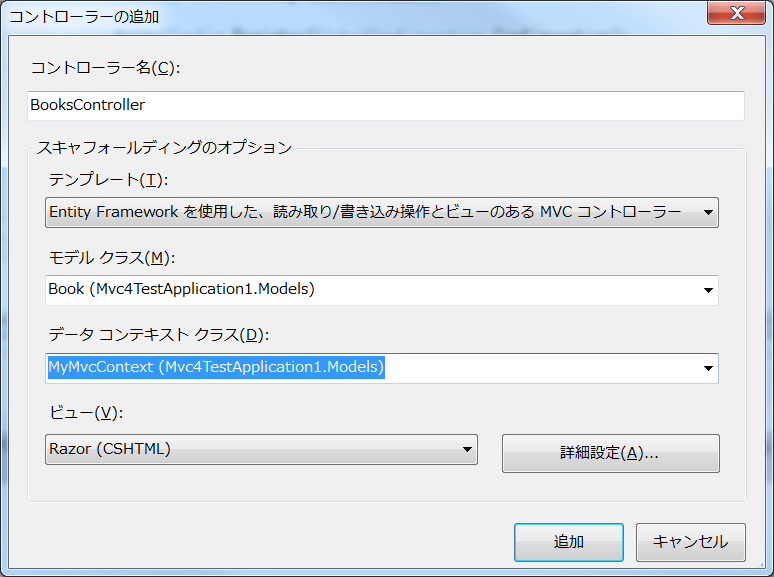 コントローラーの追加
コントローラー名(C):
BooksController
スキャフォールディングのオプション
テンプレート(T):
Entity Framework を使用した、読み取り/書き込み操作とビューのある MVC コントローラー
モデル クラス(M):
Book (Mvc4TestApplication1.Models)
データ コンテキスト クラス(D):
MyMvcContext (Mvc4TestApplication1.Models)
ビュー(V):
Razor (CSHTML)
詳細設定(A)...
追加
キャンセル